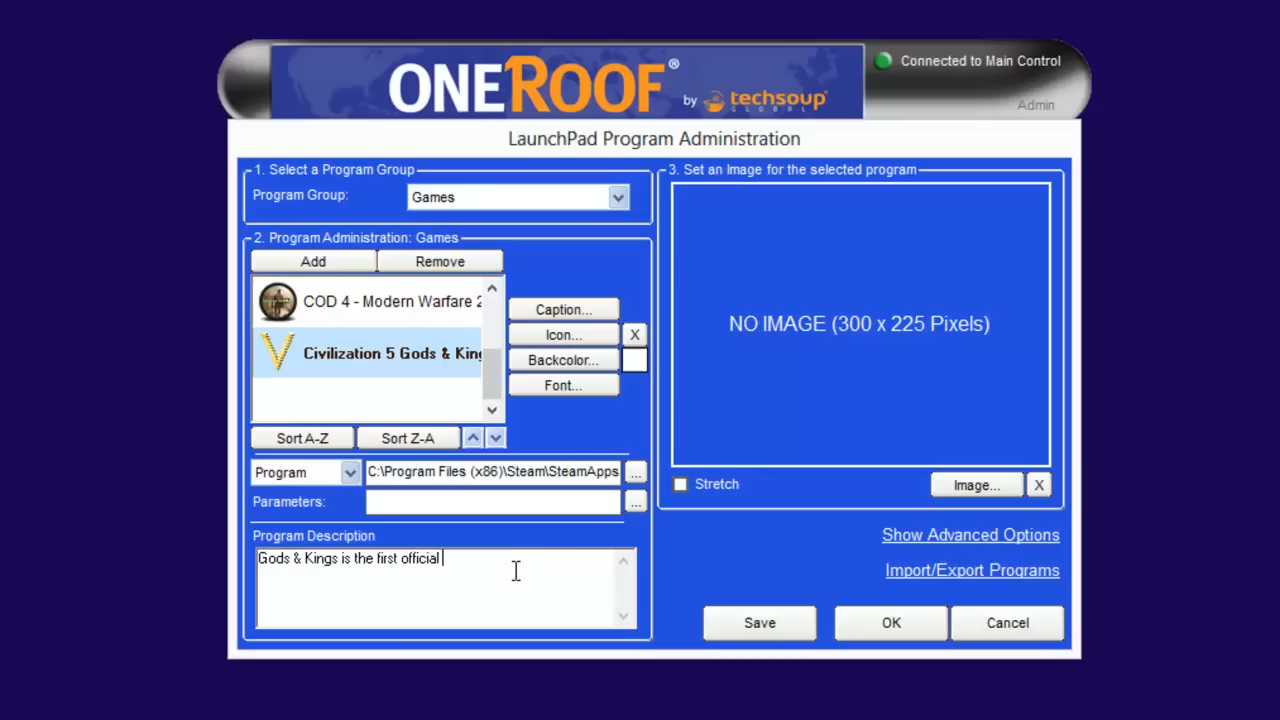 ONEROOF®
by techsoup
GLOBAL
Connected to Main Control
Admin
LaunchPad Program Administration
1. Select a Program Group
Program Group:
Games
2. Program Administration: Games
Add
Remove
COD 4 - Modern Warfare 2
Civilization 5 Gods & King
Caption...
Icon...
X
Backcolor...
Font...
Sort A-Z
Sort Z-A
Program
C:\Program Files (x86)\Steam\SteamApps
...
Parameters:
...
Program Description
Gods & Kings is the first official
3. Set an Image for the selected program
NO IMAGE (300 x 225 Pixels)
Stretch
Image...
X
Show Advanced Options
Import/Export Programs
Save
OK
Cancel